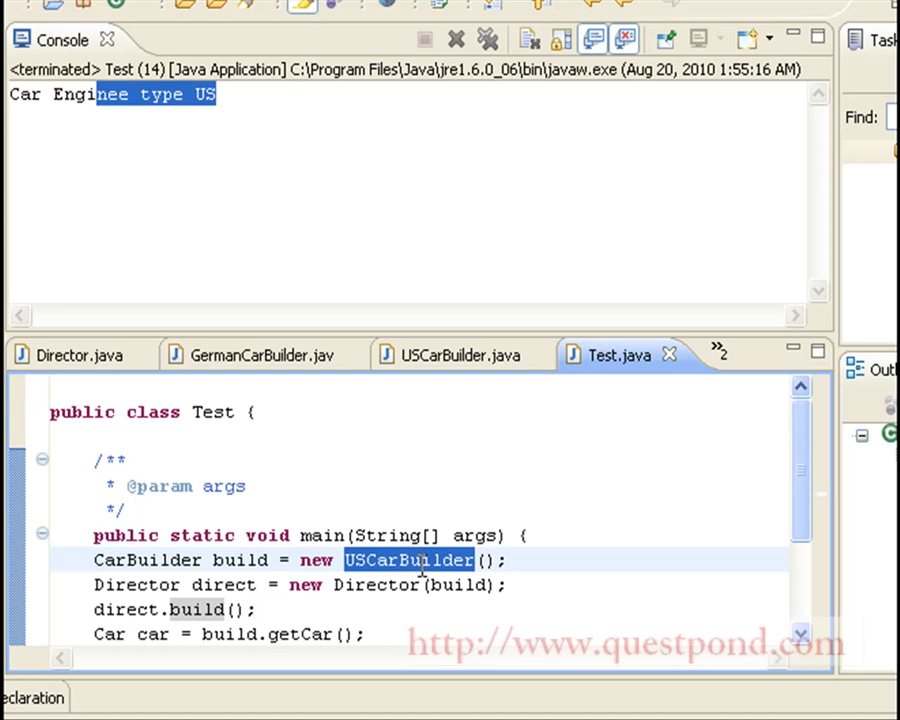 Console
Task
<terminated> Test (14) [Java Application] C:\Program Files\Java\jre1.6.0_06\bin\javaw.exe (Aug 20, 2010 1:55:16 AM)
Car Enginee type US
Find:
Director.java
GermanCarBuilder.jav
USCarBuilder.java
Test.java
»2
Outl
public class Test {
/**
* @param args
*/
public static void main(String[] args) {
CarBuilder build = new USCarBuilder();
Director direct = new Director(build);
direct.build();
Car car = build.getCar();
http://www.questpond.com
eclaration